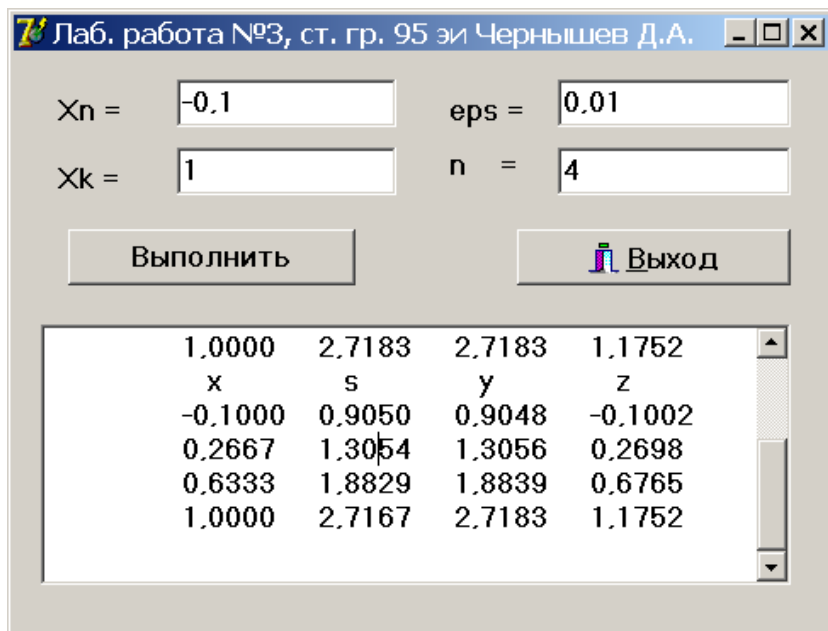 Лаб. работа №3, ст. гр. 95 эи Чернышев Д.А.
Xn = -0,1 eps = 0,01
Xk = 1 n = 4
Выполнить Выход
1,0000 2,7183 2,7183 1,1752
x s y z
-0,1000 0,9050 0,9048 -0,1002
0,2667 1,3054 1,3056 0,2698
0,6333 1,8829 1,8839 0,6765
1,0000 2,7167 2,7183 1,1752